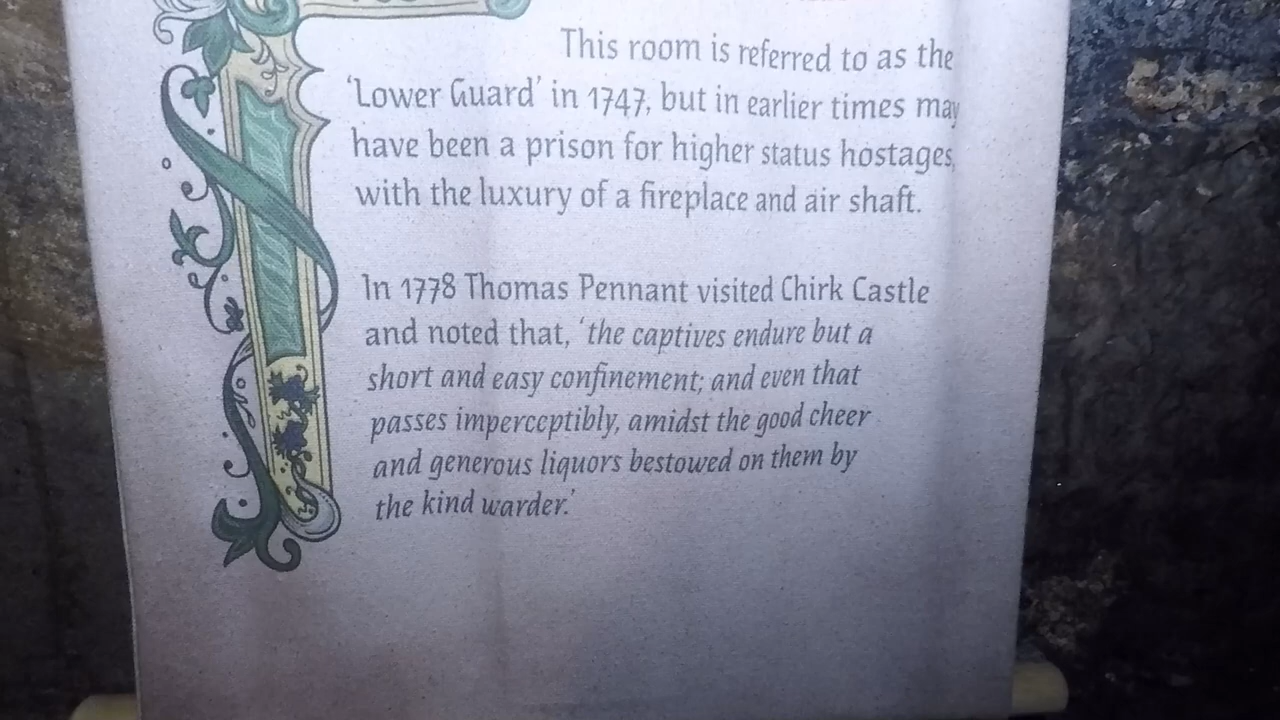 This room is referred to as the
‘Lower Guard’ in 1747, but in earlier times may
have been a prison for higher status hostages,
with the luxury of a fireplace and air shaft.
In 1778 Thomas Pennant visited Chirk Castle
and noted that, ‘the captives endure but a
short and easy confinement; and even that
passes imperceptibly, amidst the good cheer
and generous liquors bestowed on them by
the kind warder.’